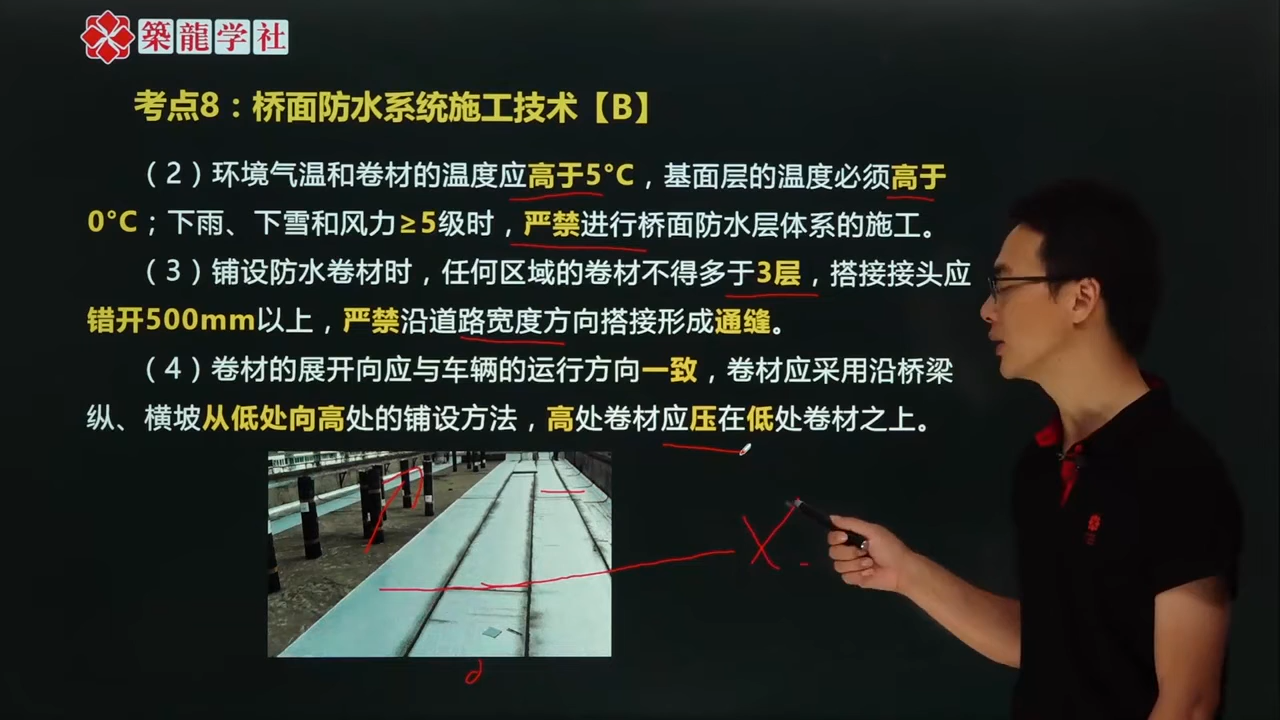 築龍学社
考点8：桥面防水系统施工技术【B】
（2）环境气温和卷材的温度应高于5°C，基面层的温度必须高于
0°C；下雨、下雪和风力≥5级时，严禁进行桥面防水层体系的施工。
（3）铺设防水卷材时，任何区域的卷材不得多于3层，搭接接头应
错开500mm以上，严禁沿道路宽度方向搭接形成通缝。
（4）卷材的展开向应与车辆的运行方向一致，卷材应采用沿桥梁
纵、横坡从低处向高处的铺设方法，高处卷材应压在低处卷材之上。